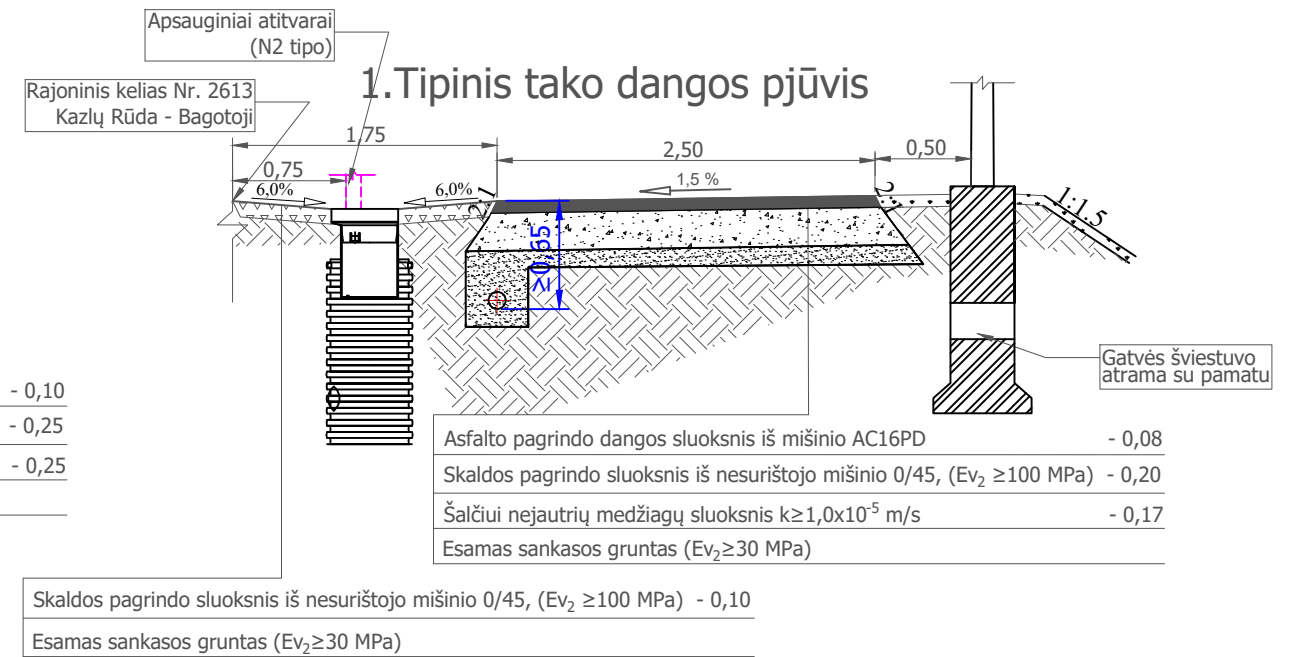 Apsauginiai atitvarai
(N2 tipo)
1.Tipinis tako dangos pjūvis
Rajoninis kelias Nr. 2613
Kazlų Rūda - Bagotoji
1,75
2,50
0,50
0,75
6,0%
6,0%
1,5 %
1
2
1:1.5
≥0,65
Gatvės šviestuvo
atrama su pamatu
- 0,10
- 0,25
- 0,25
Asfalto pagrindo dangos sluoksnis iš mišinio AC16PD - 0,08
Skaldos pagrindo sluoksnis iš nesurištojo mišinio 0/45, (Ev₂ ≥100 MPa) - 0,20
Šalčiui nejautrių medžiagų sluoksnis k≥1,0x10⁻⁵ m/s - 0,17
Esamas sankasos gruntas (Ev₂≥30 MPa)
Skaldos pagrindo sluoksnis iš nesurištojo mišinio 0/45, (Ev₂ ≥100 MPa) - 0,10
Esamas sankasos gruntas (Ev₂≥30 MPa)